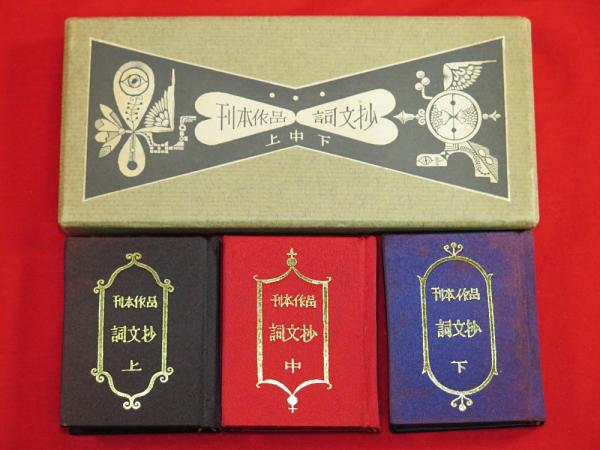 刊本作品 詞文抄
上中下
刊本作品
詞文抄
上
刊本作品
詞文抄
中
刊本作品
詞文抄
下